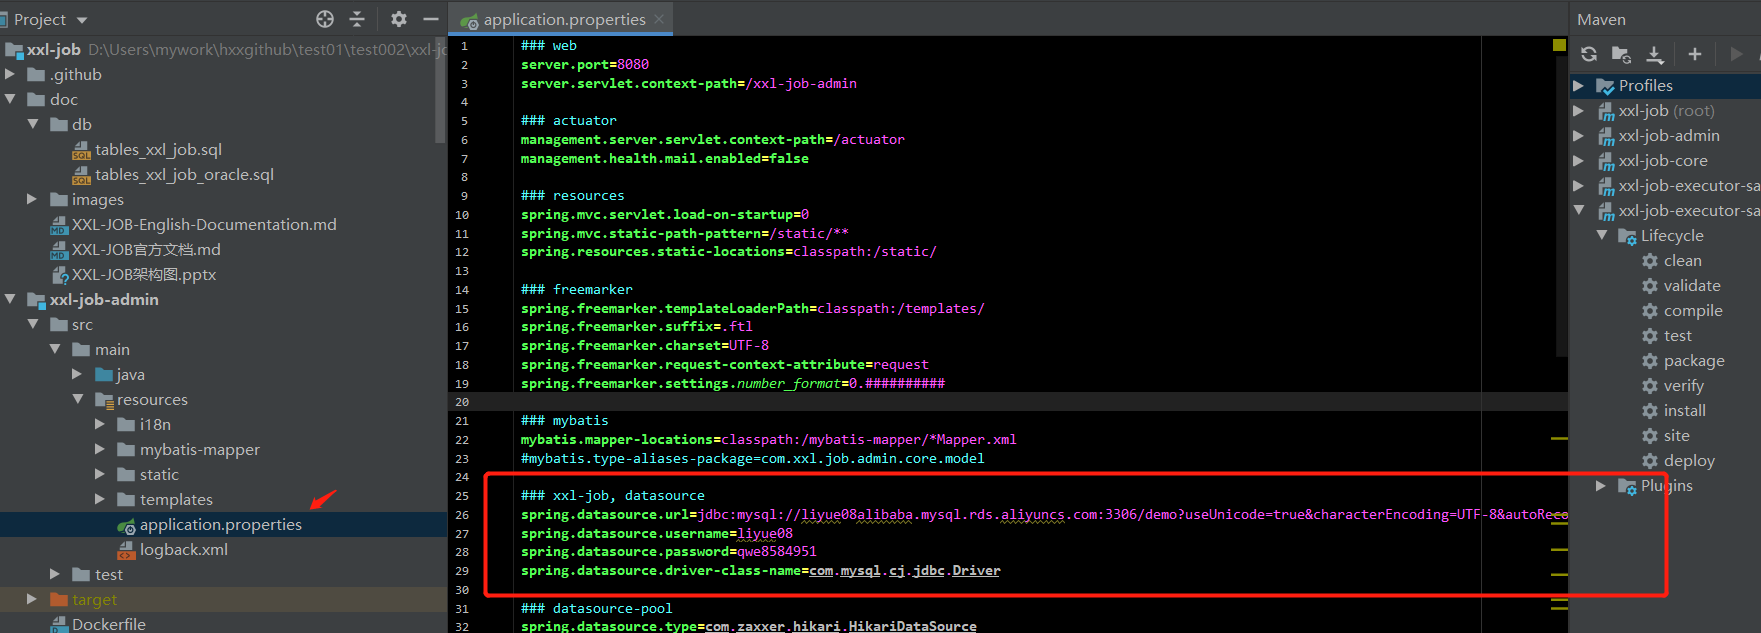 Project
xxl-job D:\Users\mywork\hxxgithub\test01\test002\xxl-jo
.github
doc
db
tables_xxl_job.sql
tables_xxl_job_oracle.sql
images
XXL-JOB-English-Documentation.md
XXL-JOB官方文档.md
XXL-JOB架构图.pptx
xxl-job-admin
src
main
java
resources
i18n
mybatis-mapper
static
templates
application.properties
logback.xml
test
target
Dockerfile
application.properties
1 ### web
2 server.port=8080
3 server.servlet.context-path=/xxl-job-admin
4
5 ### actuator
6 management.server.servlet.context-path=/actuator
7 management.health.mail.enabled=false
8
9 ### resources
10 spring.mvc.servlet.load-on-startup=0
11 spring.mvc.static-path-pattern=/static/**
12 spring.resources.static-locations=classpath:/static/
13
14 ### freemarker
15 spring.freemarker.templateLoaderPath=classpath:/templates/
16 spring.freemarker.suffix=.ftl
17 spring.freemarker.charset=UTF-8
18 spring.freemarker.request-context-attribute=request
19 spring.freemarker.settings.number_format=0.##########
20
21 ### mybatis
22 mybatis.mapper-locations=classpath:/mybatis-mapper/*Mapper.xml
23 #mybatis.type-aliases-package=com.xxl.job.admin.core.model
24
25 ### xxl-job, datasource
26 spring.datasource.url=jdbc:mysql://liyue08alibaba.mysql.rds.aliyuncs.com:3306/demo?useUnicode=true&characterEncoding=UTF-8&autoReco
27 spring.datasource.username=liyue08
28 spring.datasource.password=qwe8584951
29 spring.datasource.driver-class-name=com.mysql.cj.jdbc.Driver
30
31 ### datasource-pool
32 spring.datasource.type=com.zaxxer.hikari.HikariDataSource
Maven
Profiles
xxl-job (root)
xxl-job-admin
xxl-job-core
xxl-job-executor-sa
xxl-job-executor-sa
Lifecycle
clean
validate
compile
test
package
verify
install
site
deploy
Plugins